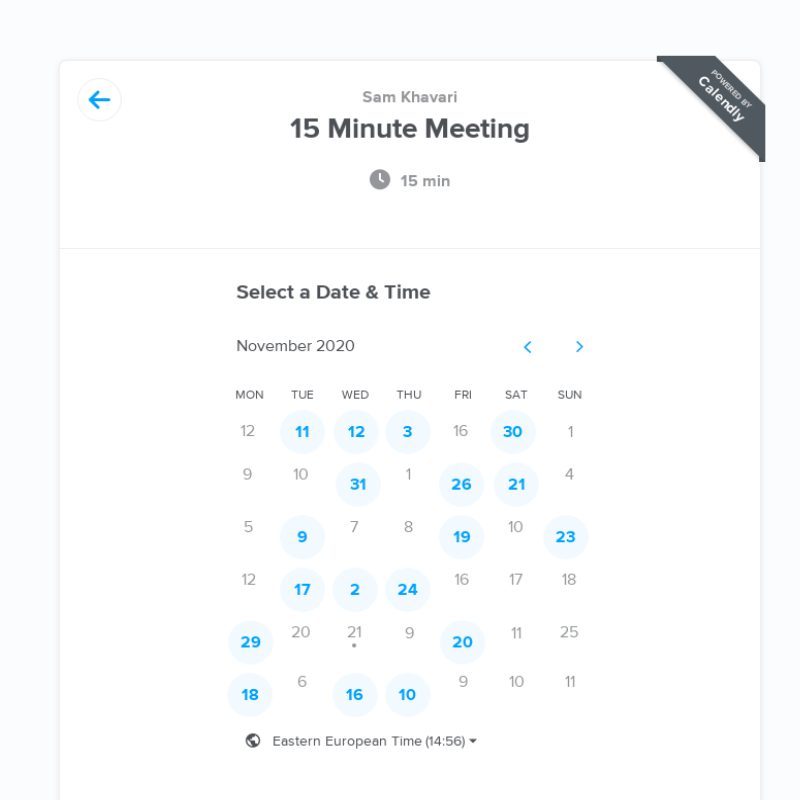 POWERED BY
Calendly
Sam Khavari
15 Minute Meeting
15 min
Select a Date & Time
November 2020
MON TUE WED THU FRI SAT SUN
12 11 12 3 16 30 1
9 10 31 1 26 21 4
5 9 7 8 19 10 23
12 17 2 24 16 17 18
29 20 21 9 20 11 25
18 6 16 10 9 10 11
Eastern European Time (14:56)